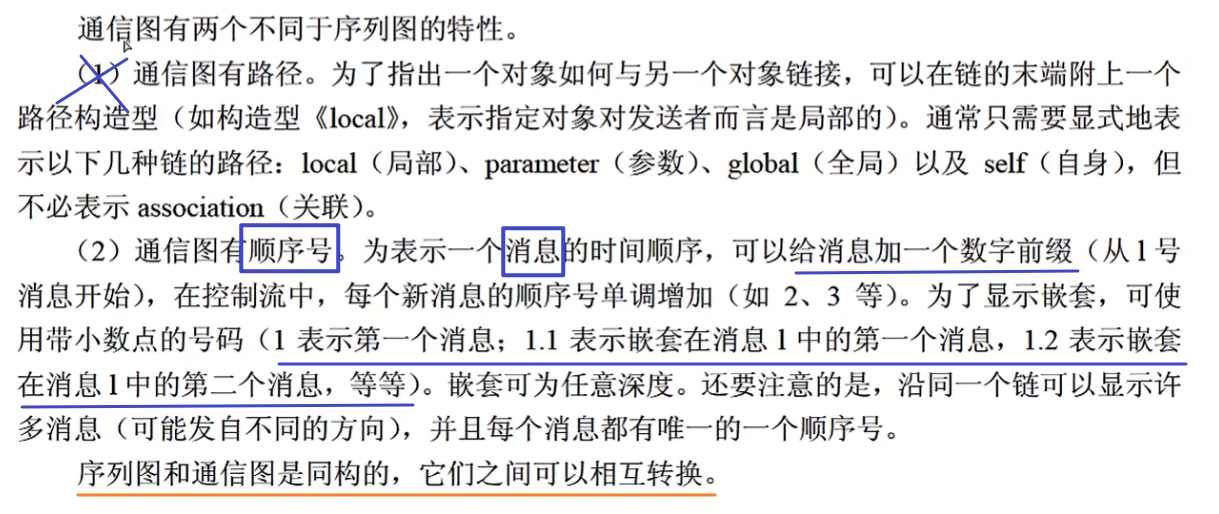 通信图有两个不同于序列图的特性。
（1）通信图有路径。为了指出一个对象如何与另一个对象链接，可以在链的末端附上一个
路径构造型（如构造型《local》，表示指定对象对发送者而言是局部的）。通常只需要显式地表
示以下几种链的路径：local（局部）、parameter（参数）、global（全局）以及 self（自身），但
不必表示 association（关联）。
（2）通信图有顺序号。为表示一个消息的时间顺序，可以给消息加一个数字前缀（从 1 号
消息开始），在控制流中，每个新消息的顺序号单调增加（如 2、3 等）。为了显示嵌套，可使
用带小数点的号码（1 表示第一个消息；1.1 表示嵌套在消息 1 中的第一个消息，1.2 表示嵌套
在消息 1 中的第二个消息，等等）。嵌套可为任意深度。还要注意的是，沿同一个链可以显示许
多消息（可能发自不同的方向），并且每个消息都有唯一的一个顺序号。
序列图和通信图是同构的，它们之间可以相互转换。